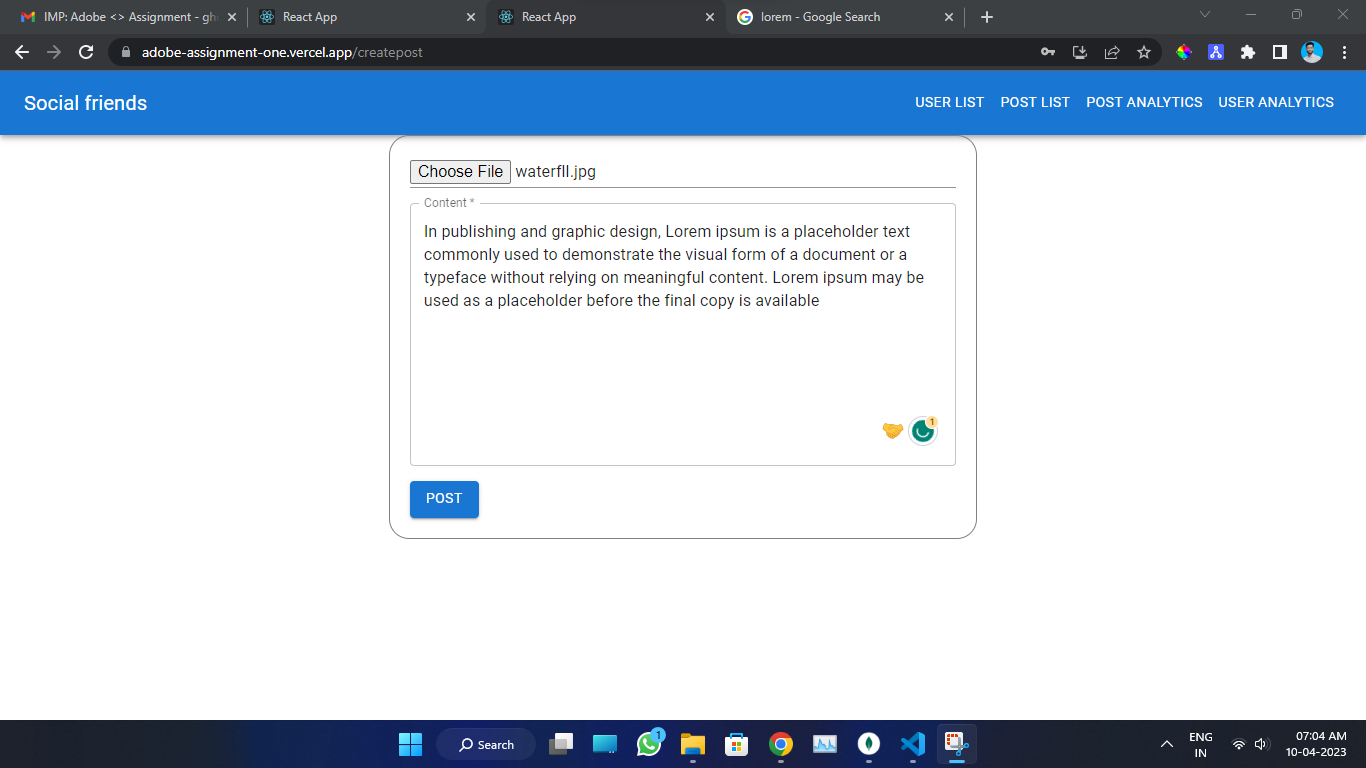 IMP: Adobe <> Assignment - gh
React App
React App
lorem - Google Search
adobe-assignment-one.vercel.app/createpost
Social friends
USER LIST
POST LIST
POST ANALYTICS
USER ANALYTICS
Choose File waterfll.jpg
Content *
In publishing and graphic design, Lorem ipsum is a placeholder text
commonly used to demonstrate the visual form of a document or a
typeface without relying on meaningful content. Lorem ipsum may be
used as a placeholder before the final copy is available
1
POST
Search
1
ENG
IN
07:04 AM
10-04-2023